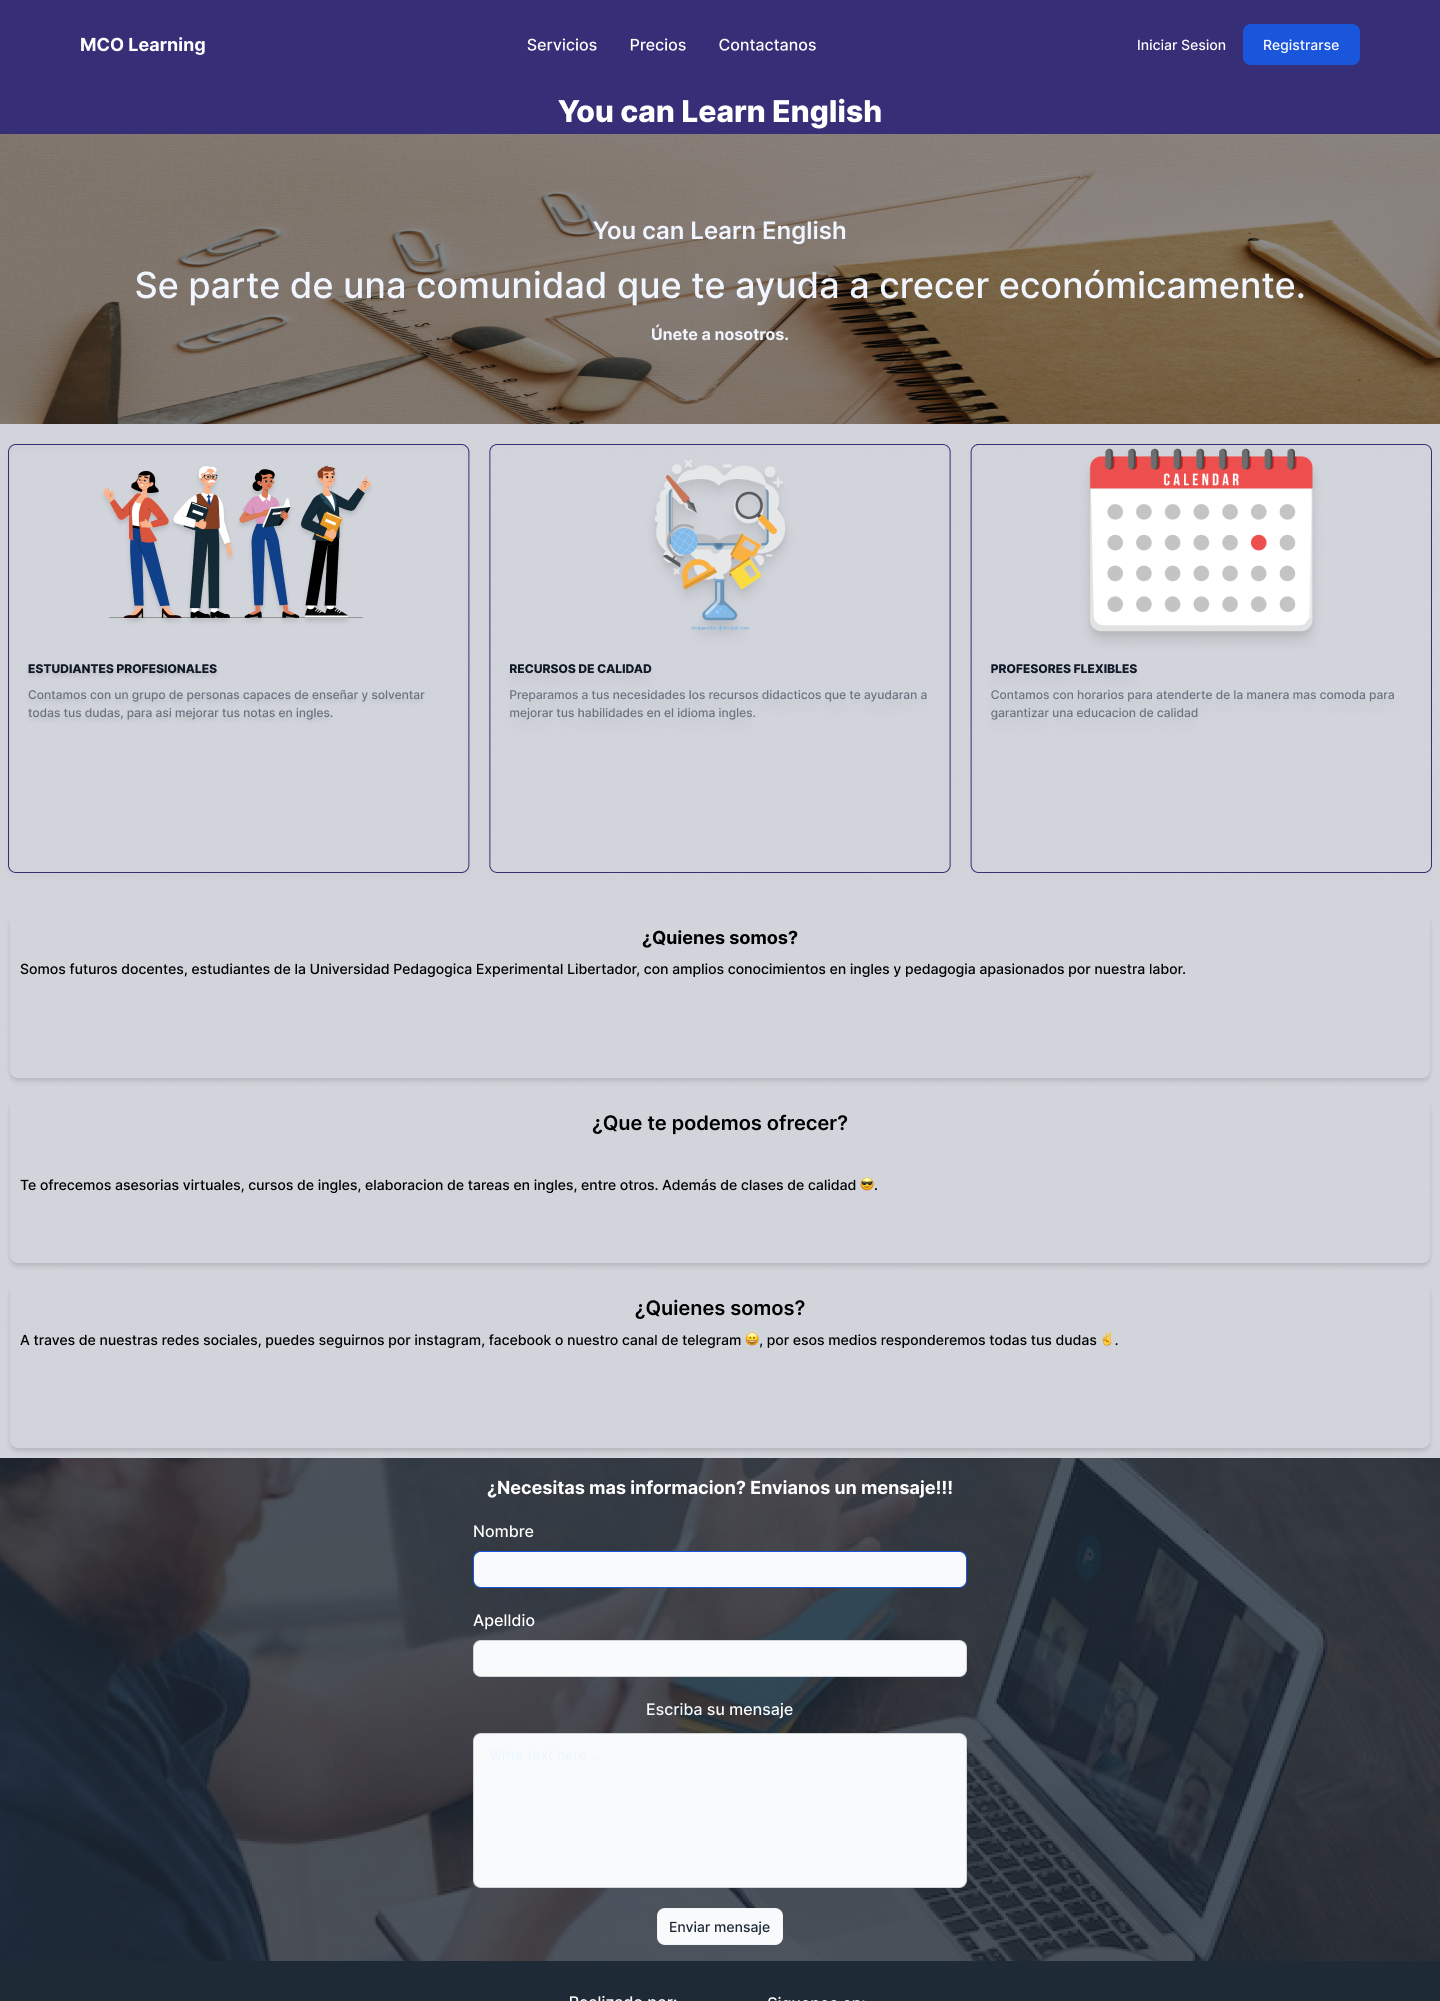 MCO Learning
Servicios
Precios
Contactanos
Iniciar Sesion
Registrarse
You can Learn English
You can Learn English
Se parte de una comunidad que te ayuda a crecer económicamente.
Únete a nosotros.
CALENDAR
ESTUDIANTES PROFESIONALES
Contamos con un grupo de personas capaces de enseñar y solventar
todas tus dudas, para asi mejorar tus notas en ingles.
RECURSOS DE CALIDAD
Preparamos a tus necesidades los recursos didacticos que te ayudaran a
mejorar tus habilidades en el idioma ingles.
PROFESORES FLEXIBLES
Contamos con horarios para atenderte de la manera mas comoda para
garantizar una educacion de calidad
¿Quienes somos?
Somos futuros docentes, estudiantes de la Universidad Pedagogica Experimental Libertador, con amplios conocimientos en ingles y pedagogia apasionados por nuestra labor.
¿Que te podemos ofrecer?
Te ofrecemos asesorias virtuales, cursos de ingles, elaboracion de tareas en ingles, entre otros. Además de clases de calidad 😎.
¿Quienes somos?
A traves de nuestras redes sociales, puedes seguirnos por instagram, facebook o nuestro canal de telegram 😄, por esos medios responderemos todas tus dudas ✌.
¿Necesitas mas informacion? Envianos un mensaje!!!
Nombre
Apelldio
Escriba su mensaje
Write text here ...
Enviar mensaje